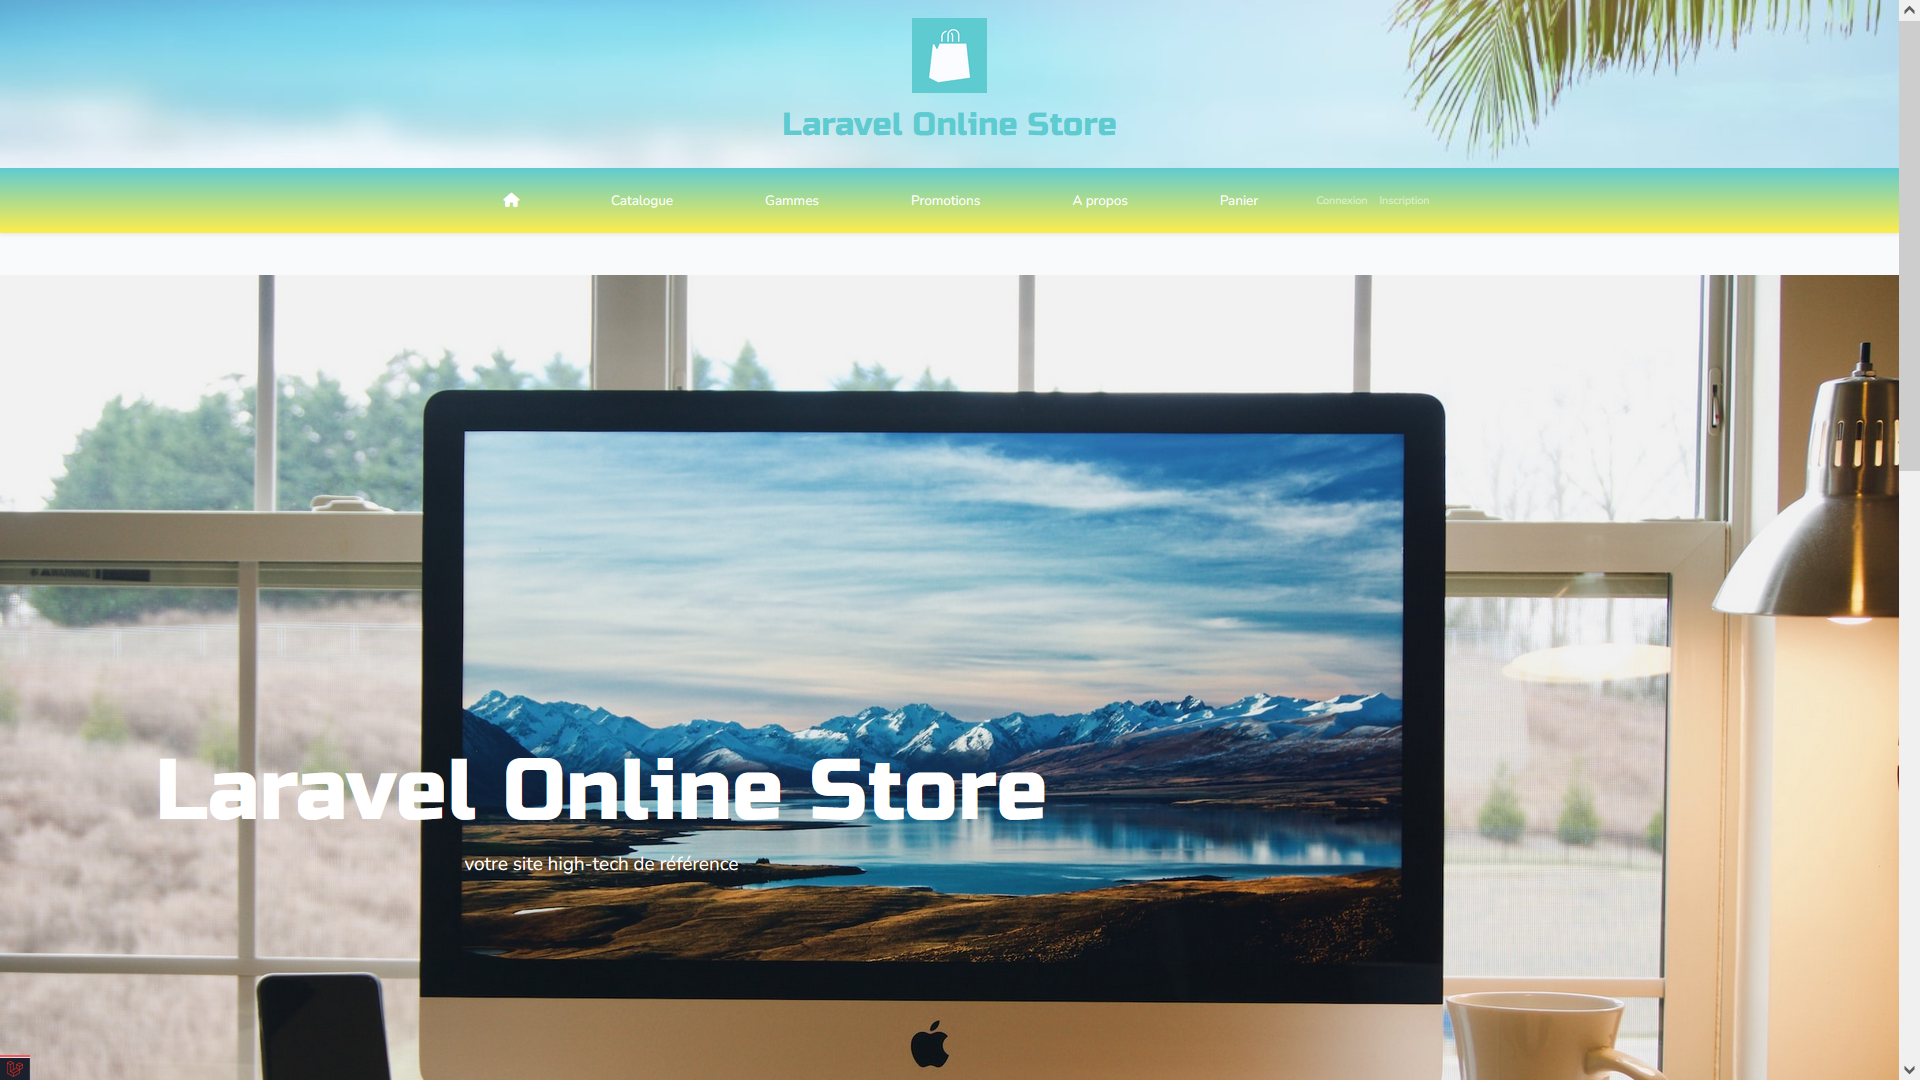 Laravel Online Store
Catalogue Gammes Promotions A propos Panier Connexion Inscription
Laravel Online Store
votre site high-tech de référence